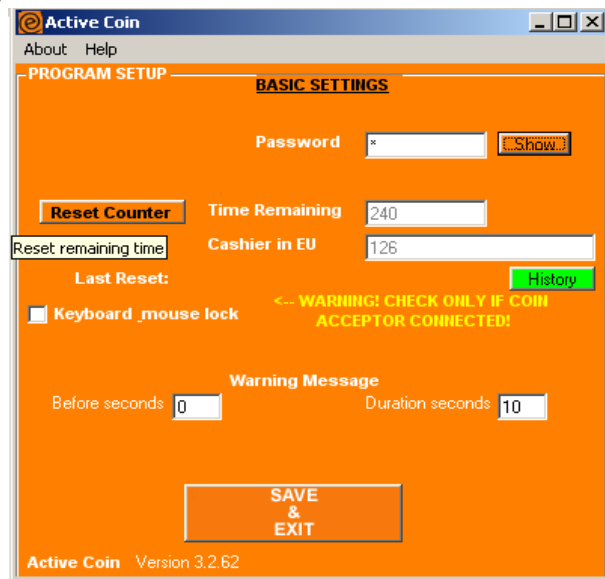 Active Coin
About Help
PROGRAM SETUP
BASIC SETTINGS
Password * ...Show...
Reset Counter Time Remaining 240
Reset remaining time Cashier in EU 126
Last Reset: History
Keyboard_mouse lock <-- WARNING! CHECK ONLY IF COIN
ACCEPTOR CONNECTED!
Warning Message
Before seconds 0 Duration seconds 10
SAVE
&
EXIT
Active Coin Version 3.2.62